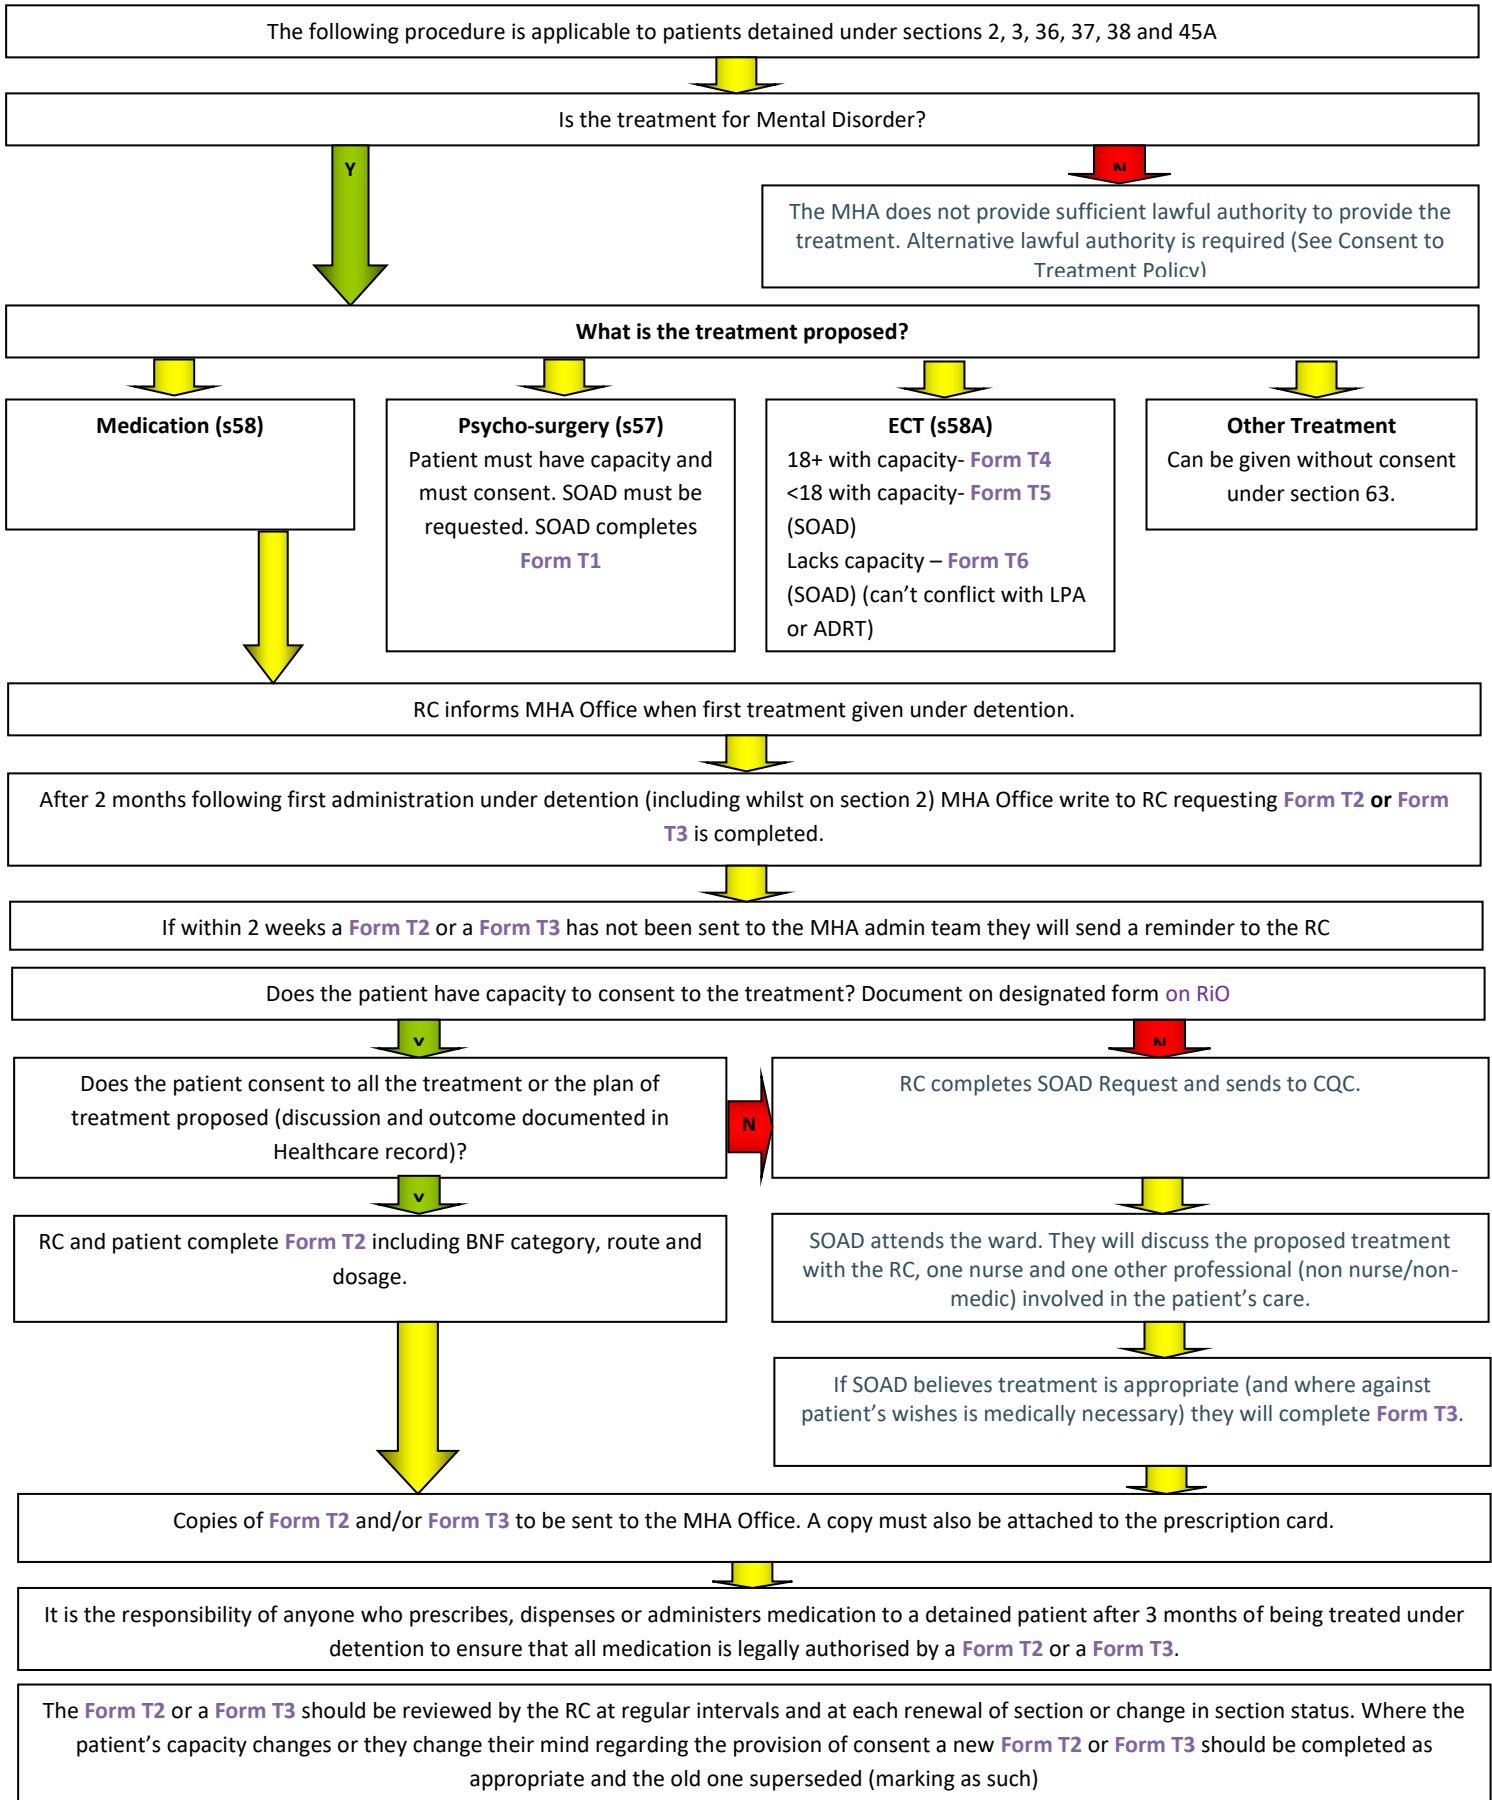 The following procedure is applicable to patients detained under sections 2, 3, 36, 37, 38 and 45A
Is the treatment for Mental Disorder?
Y
N
The MHA does not provide sufficient lawful authority to provide the
treatment. Alternative lawful authority is required (See Consent to
Treatment Policy)
What is the treatment proposed?
Medication (s58)
Psycho-surgery (s57)
Patient must have capacity and
must consent. SOAD must be
requested. SOAD completes
Form T1
ECT (s58A)
18+ with capacity- Form T4
<18 with capacity- Form T5
(SOAD)
Lacks capacity – Form T6
(SOAD) (can't conflict with LPA
or ADRT)
Other Treatment
Can be given without consent
under section 63.
RC informs MHA Office when first treatment given under detention.
After 2 months following first administration under detention (including whilst on section 2) MHA Office write to RC requesting Form T2 or Form
T3 is completed.
If within 2 weeks a Form T2 or a Form T3 has not been sent to the MHA admin team they will send a reminder to the RC
Does the patient have capacity to consent to the treatment? Document on designated form on RiO
Y
N
Does the patient consent to all the treatment or the plan of
treatment proposed (discussion and outcome documented in
Healthcare record)?
N
RC completes SOAD Request and sends to CQC.
Y
RC and patient complete Form T2 including BNF category, route and
dosage.
SOAD attends the ward. They will discuss the proposed treatment
with the RC, one nurse and one other professional (non nurse/non-
medic) involved in the patient's care.
If SOAD believes treatment is appropriate (and where against
patient's wishes is medically necessary) they will complete Form T3.
Copies of Form T2 and/or Form T3 to be sent to the MHA Office. A copy must also be attached to the prescription card.
It is the responsibility of anyone who prescribes, dispenses or administers medication to a detained patient after 3 months of being treated under
detention to ensure that all medication is legally authorised by a Form T2 or a Form T3.
The Form T2 or a Form T3 should be reviewed by the RC at regular intervals and at each renewal of section or change in section status. Where the
patient's capacity changes or they change their mind regarding the provision of consent a new Form T2 or Form T3 should be completed as
appropriate and the old one superseded (marking as such)